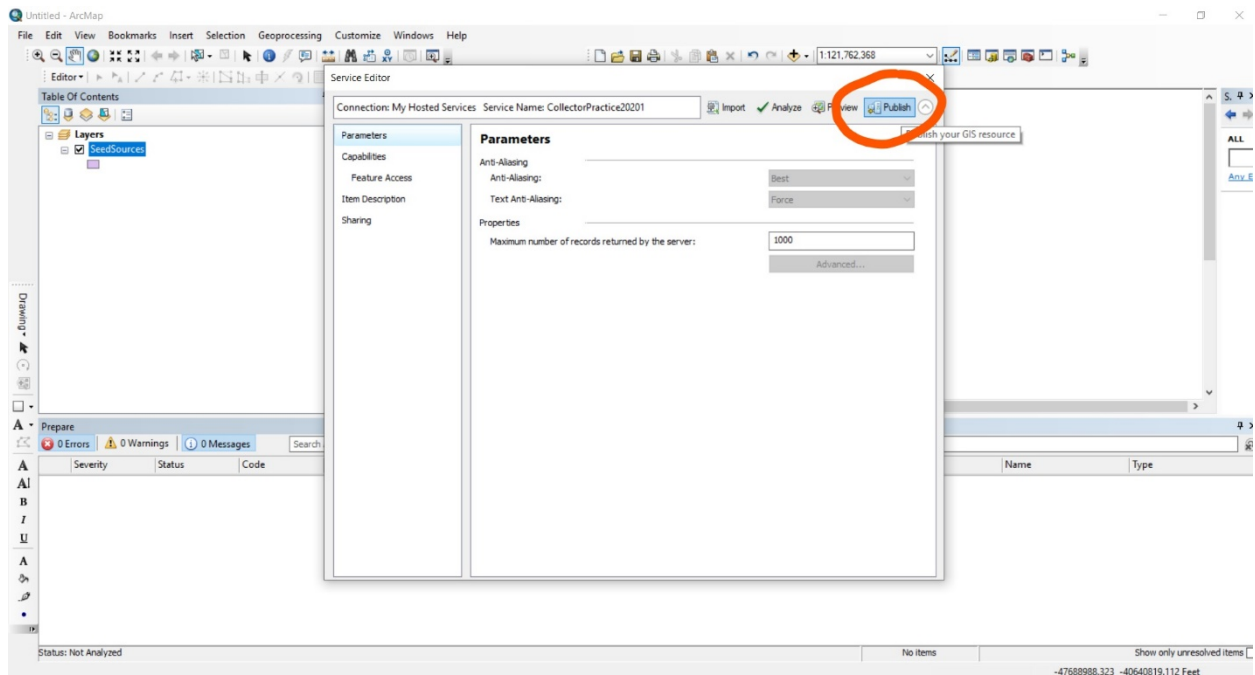 Untitled - ArcMap
File Edit View Bookmarks Insert Selection Geoprocessing Customize Windows Help
1:121,762,368
Editor
Service Editor
Table Of Contents
S.
Connection: My Hosted Services Service Name: CollectorPractice20201
Import Analyze Preview Publish
Layers
Parameters
Parameters
Publish your GIS resource
ALL
SeedSources
Capabilities
Anti-Aliasing
Feature Access
Anti-Aliasing: Best
Any E
Item Description
Text Anti-Aliasing: Force
Sharing
Properties
Maximum number of records returned by the server: 1000
Advanced...
Drawing
A Prepare
0 Errors 0 Warnings 0 Messages Search
Severity Status Code Name Type
A
A
B
I
U
A
Status: Not Analyzed No items Show only unresolved items
-47688988.323 -40640819.112 Feet